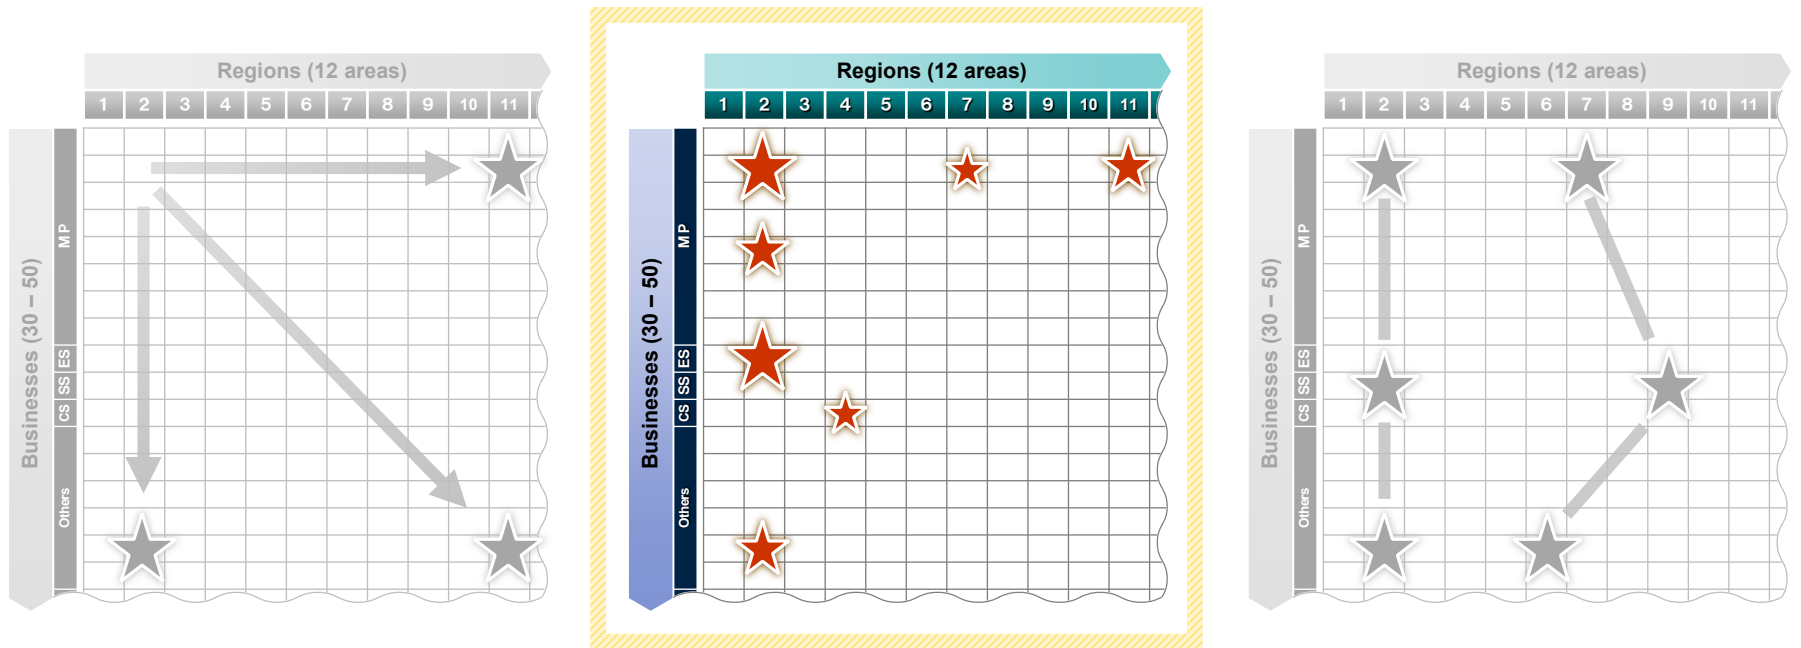 Regions (12 areas)
1 2 3 4 5 6 7 8 9 10 11
Businesses (30 – 50)
MP
ES
SS
CS
Others
Regions (12 areas)
1 2 3 4 5 6 7 8 9 10 11
Businesses (30 – 50)
MP
ES
SS
CS
Others
Regions (12 areas)
1 2 3 4 5 6 7 8 9 10 11
Businesses (30 – 50)
MP
ES
SS
CS
Others